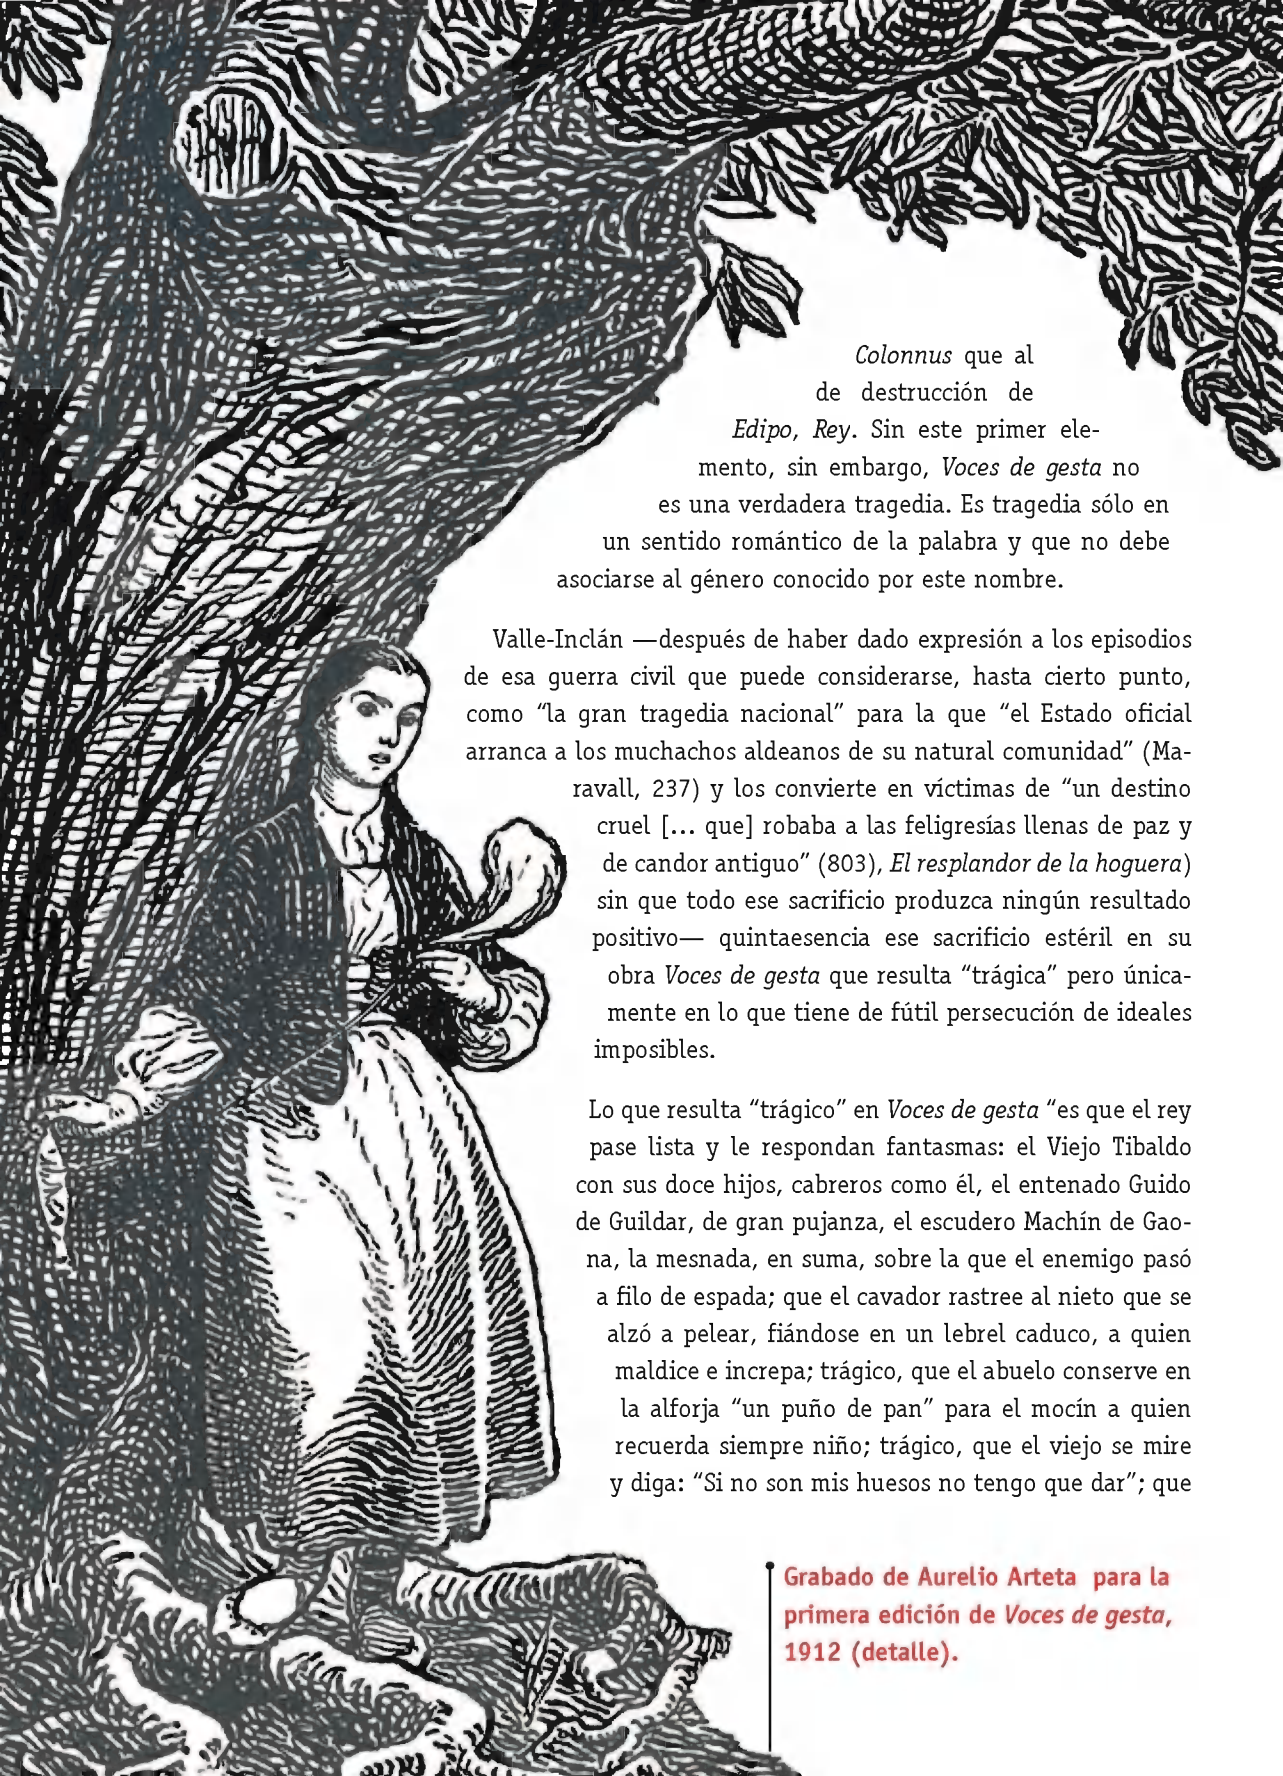 Colonnus que al
de destrucción de
Edipo, Rey. Sin este primer ele-
mento, sin embargo, Voces de gesta no
es una verdadera tragedia. Es tragedia sólo en
un sentido romántico de la palabra y que no debe
asociarse al género conocido por este nombre.
Valle-Inclán —después de haber dado expresión a los episodios
de esa guerra civil que puede considerarse, hasta cierto punto,
como “la gran tragedia nacional” para la que “el Estado oficial
arranca a los muchachos aldeanos de su natural comunidad” (Ma-
ravall, 237) y los convierte en víctimas de “un destino
cruel [... que] robaba a las feligresías llenas de paz y
de candor antiguo” (803), El resplandor de la hoguera)
sin que todo ese sacrificio produzca ningún resultado
positivo— quintaesencia ese sacrificio estéril en su
obra Voces de gesta que resulta “trágica” pero única-
mente en lo que tiene de fútil persecución de ideales
imposibles.
Lo que resulta “trágico” en Voces de gesta “es que el rey
pase lista y le respondan fantasmas: el Viejo Tibaldo
con sus doce hijos, cabreros como él, el entenado Guido
de Guildar, de gran pujanza, el escudero Machín de Gao-
na, la mesnada, en suma, sobre la que el enemigo pasó
a filo de espada; que el cavador rastree al nieto que se
alzó a pelear, fiándose en un lebrel caduco, a quien
maldice e increpa; trágico, que el abuelo conserve en
la alforja “un puño de pan” para el mocín a quien
recuerda siempre niño; trágico, que el viejo se mire
y diga: “Si no son mis huesos no tengo que dar”; que
Grabado de Aurelio Arteta para la
primera edición de Voces de gesta,
1912 (detalle).